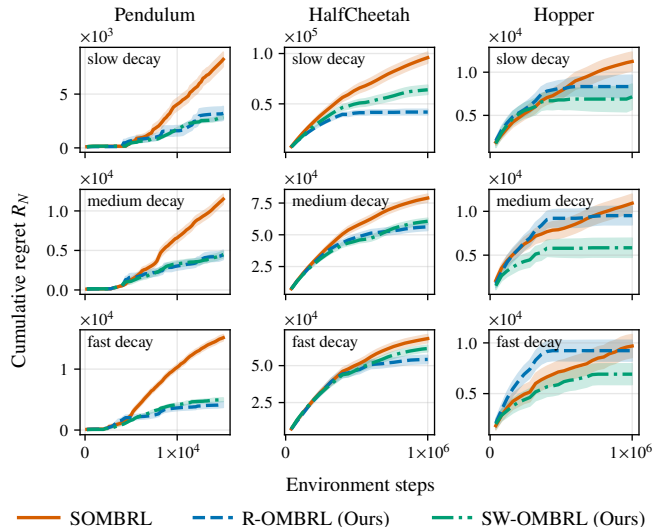 Pendulum
HalfCheetah
Hopper
×10³
×10⁵
×10⁴
slow decay
slow decay
slow decay
5
0
1.0
0.5
1.0
0.5
×10⁴
×10⁴
medium decay
medium decay
medium decay
1.0
0.5
0.0
7.5
5.0
2.5
1.0
0.5
×10⁴
×10⁴
×10⁴
fast decay
fast decay
fast decay
1
0
5.0
2.5
1.0
0.5
0
1×10⁴
0
1×10⁶
0
1×10⁶
Cumulative regret R_N
Environment steps
SOMBRL
R-OMBRL (Ours)
SW-OMBRL (Ours)